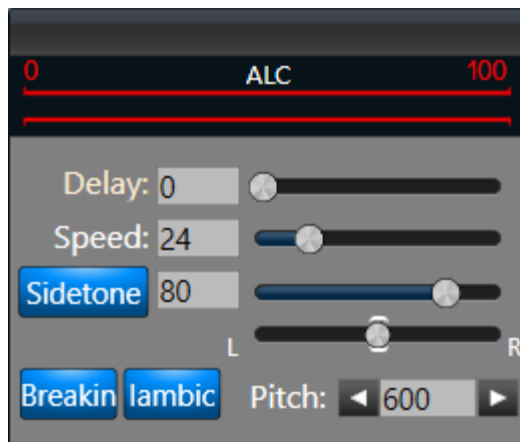 0 ALC 100
Delay: 0
Speed: 24
Sidetone 80
L R
Breakin Iambic Pitch: 600